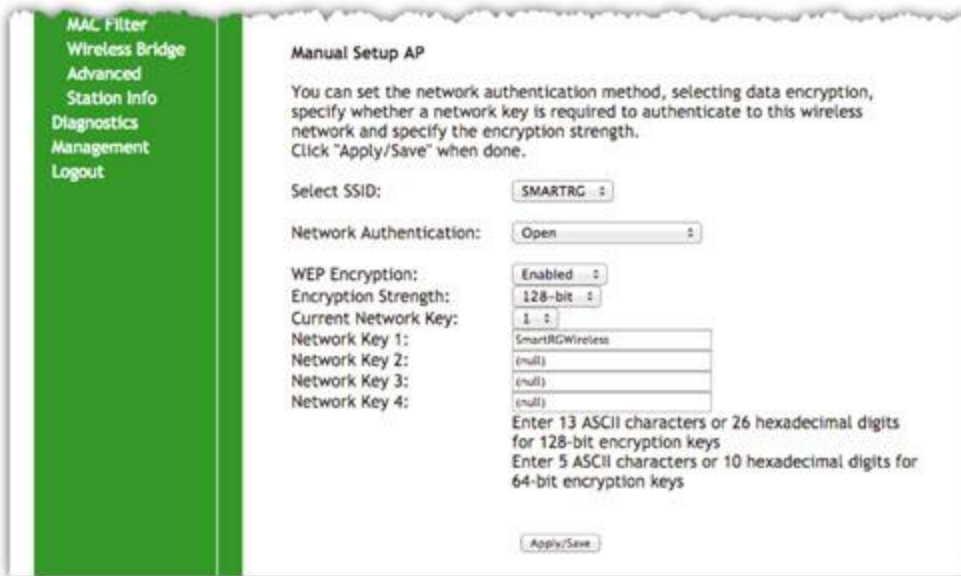 MAC Filter
Wireless Bridge
Advanced
Station Info
Diagnostics
Management
Logout
Manual Setup AP
You can set the network authentication method, selecting data encryption,
specify whether a network key is required to authenticate to this wireless
network and specify the encryption strength.
Click "Apply/Save" when done.
Select SSID: SMARTRG
Network Authentication: Open
WEP Encryption: Enabled
Encryption Strength: 128-bit
Current Network Key: 1
Network Key 1: SmartRGWireless
Network Key 2: (null)
Network Key 3: (null)
Network Key 4: (null)
Enter 13 ASCII characters or 26 hexadecimal digits
for 128-bit encryption keys
Enter 5 ASCII characters or 10 hexadecimal digits for
64-bit encryption keys
Apply/Save